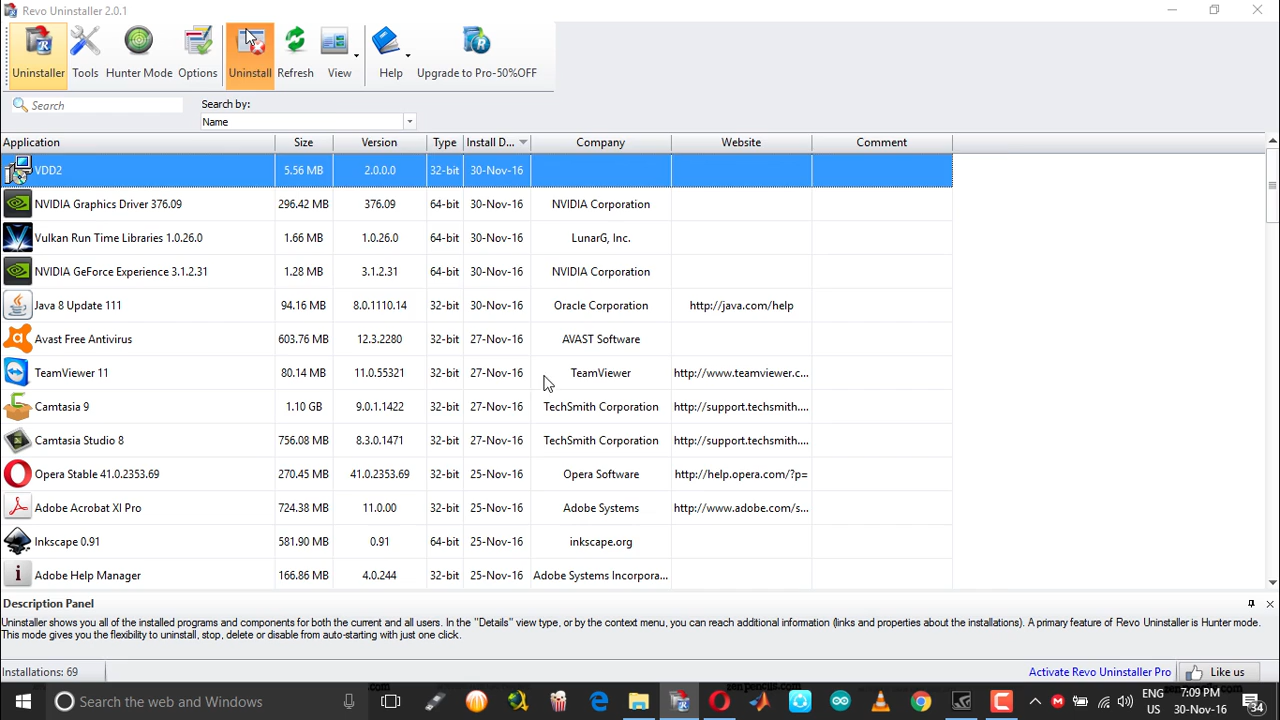 Revo Uninstaller 2.0.1
Uninstaller Tools Hunter Mode Options Uninstall Refresh View Help Upgrade to Pro-50%OFF
Search Search by:
Name
Application Size Version Type Install D... Company Website Comment
VDD2 5.56 MB 2.0.0.0 32-bit 30-Nov-16
NVIDIA Graphics Driver 376.09 296.42 MB 376.09 64-bit 30-Nov-16 NVIDIA Corporation
Vulkan Run Time Libraries 1.0.26.0 1.66 MB 1.0.26.0 64-bit 30-Nov-16 LunarG, Inc.
NVIDIA GeForce Experience 3.1.2.31 1.28 MB 3.1.2.31 64-bit 30-Nov-16 NVIDIA Corporation
Java 8 Update 111 94.16 MB 8.0.1110.14 32-bit 30-Nov-16 Oracle Corporation http://java.com/help
Avast Free Antivirus 603.76 MB 12.3.2280 32-bit 27-Nov-16 AVAST Software
TeamViewer 11 80.14 MB 11.0.55321 32-bit 27-Nov-16 TeamViewer http://www.teamviewer.c...
Camtasia 9 1.10 GB 9.0.1.1422 32-bit 27-Nov-16 TechSmith Corporation http://support.techsmith....
Camtasia Studio 8 756.08 MB 8.3.0.1471 32-bit 27-Nov-16 TechSmith Corporation http://support.techsmith....
Opera Stable 41.0.2353.69 270.45 MB 41.0.2353.69 32-bit 25-Nov-16 Opera Software http://help.opera.com/?p=
Adobe Acrobat XI Pro 724.38 MB 11.0.00 32-bit 25-Nov-16 Adobe Systems http://www.adobe.com/s...
Inkscape 0.91 581.90 MB 0.91 64-bit 25-Nov-16 inkscape.org
Adobe Help Manager 166.86 MB 4.0.244 32-bit 25-Nov-16 Adobe Systems Incorpora...
Description Panel
Uninstaller shows you all of the installed programs and components for both the current and all users. In the "Details" view type, or by the context menu, you can reach additional information (links and properties about the installations). A primary feature of Revo Uninstaller is Hunter mode.
This mode gives you the flexibility to uninstall, stop, delete or disable from auto-starting with just one click.
Installations: 69 Activate Revo Uninstaller Pro Like us
Search the web and Windows ENG 7:09 PM
US 30-Nov-16 34